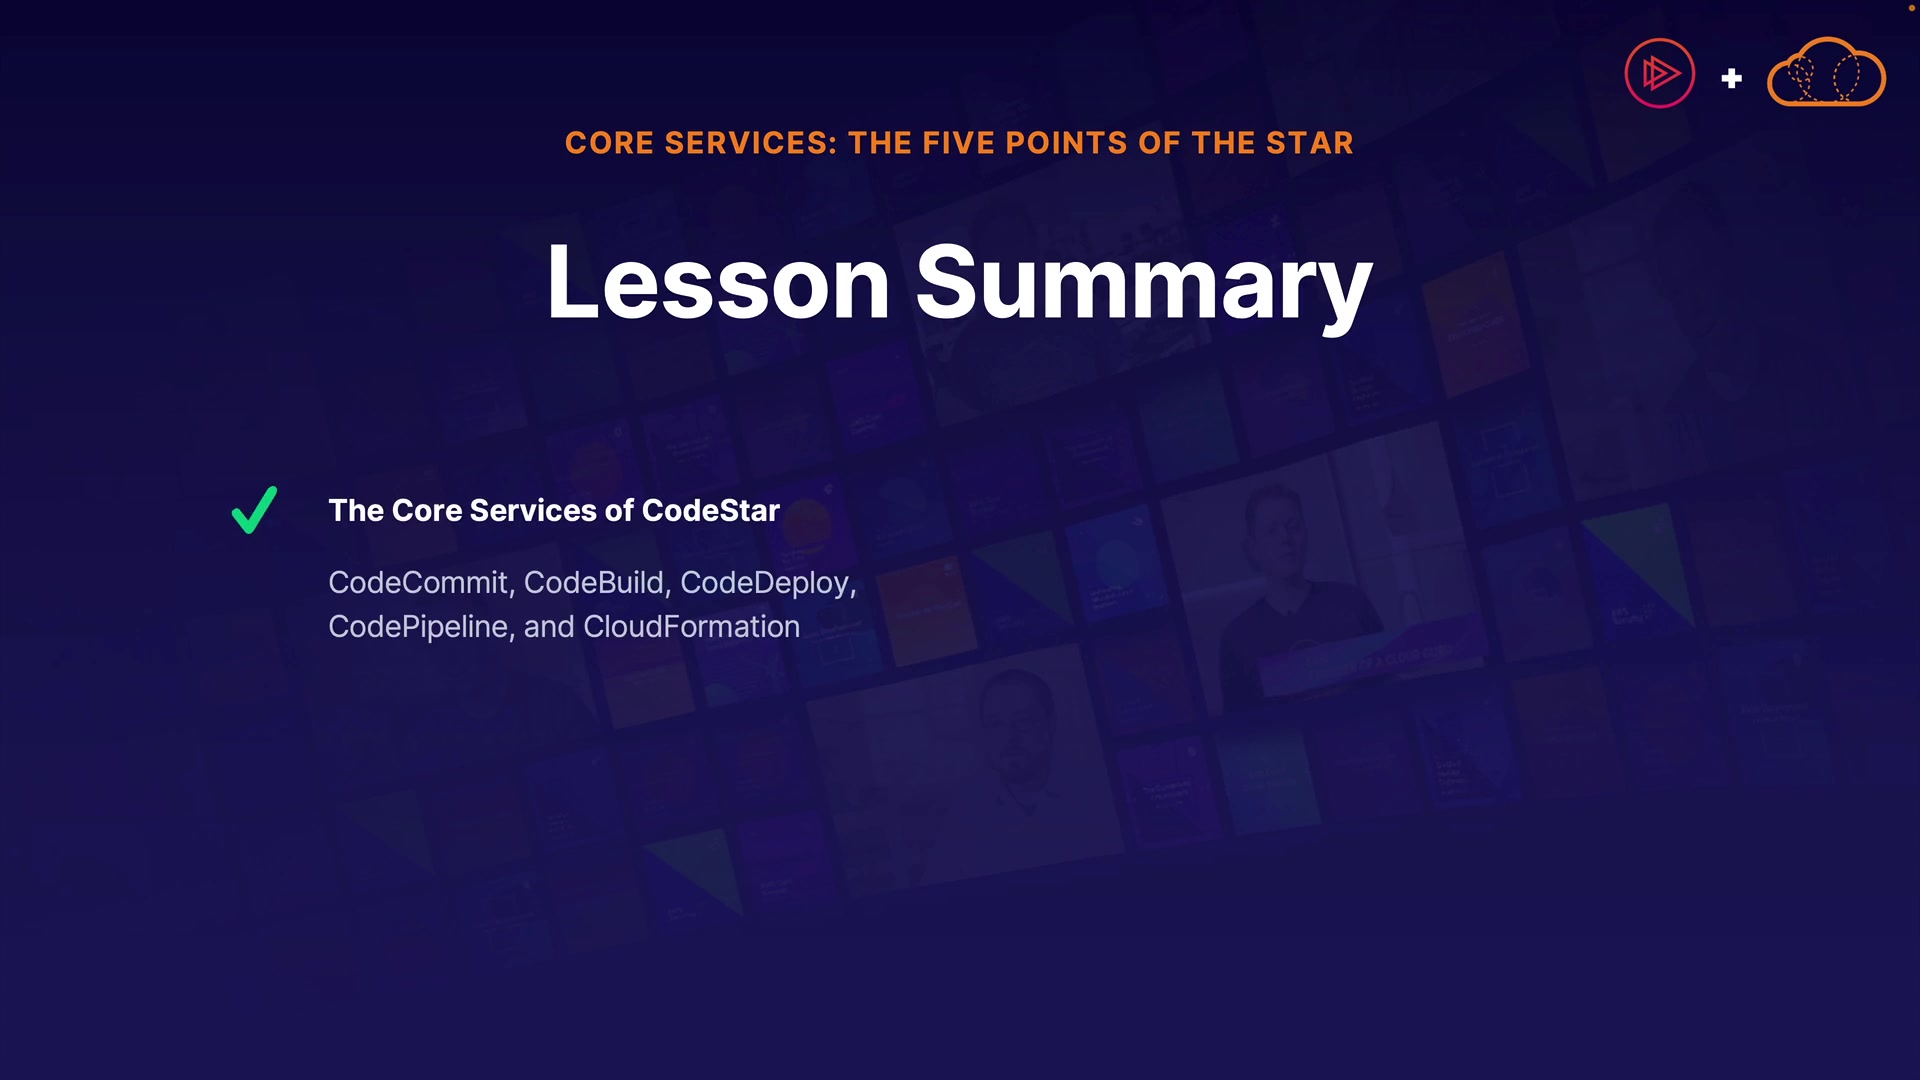 CORE SERVICES: THE FIVE POINTS OF THE STAR
Lesson Summary
The Core Services of CodeStar
CodeCommit, CodeBuild, CodeDeploy,
CodePipeline, and CloudFormation